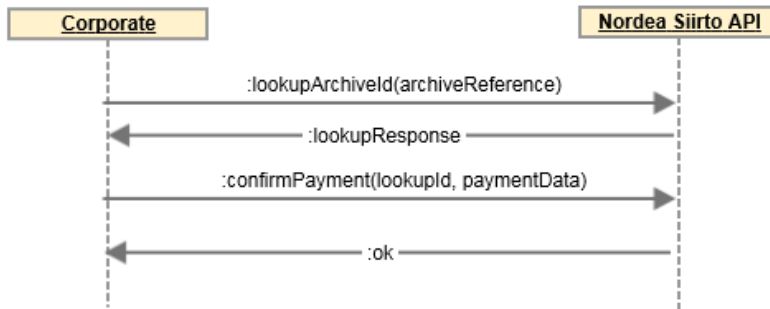 Corporate
Nordea Siirto API
:lookupArchiveId(archiveReference)
:lookupResponse
:confirmPayment(lookupId, paymentData)
:ok